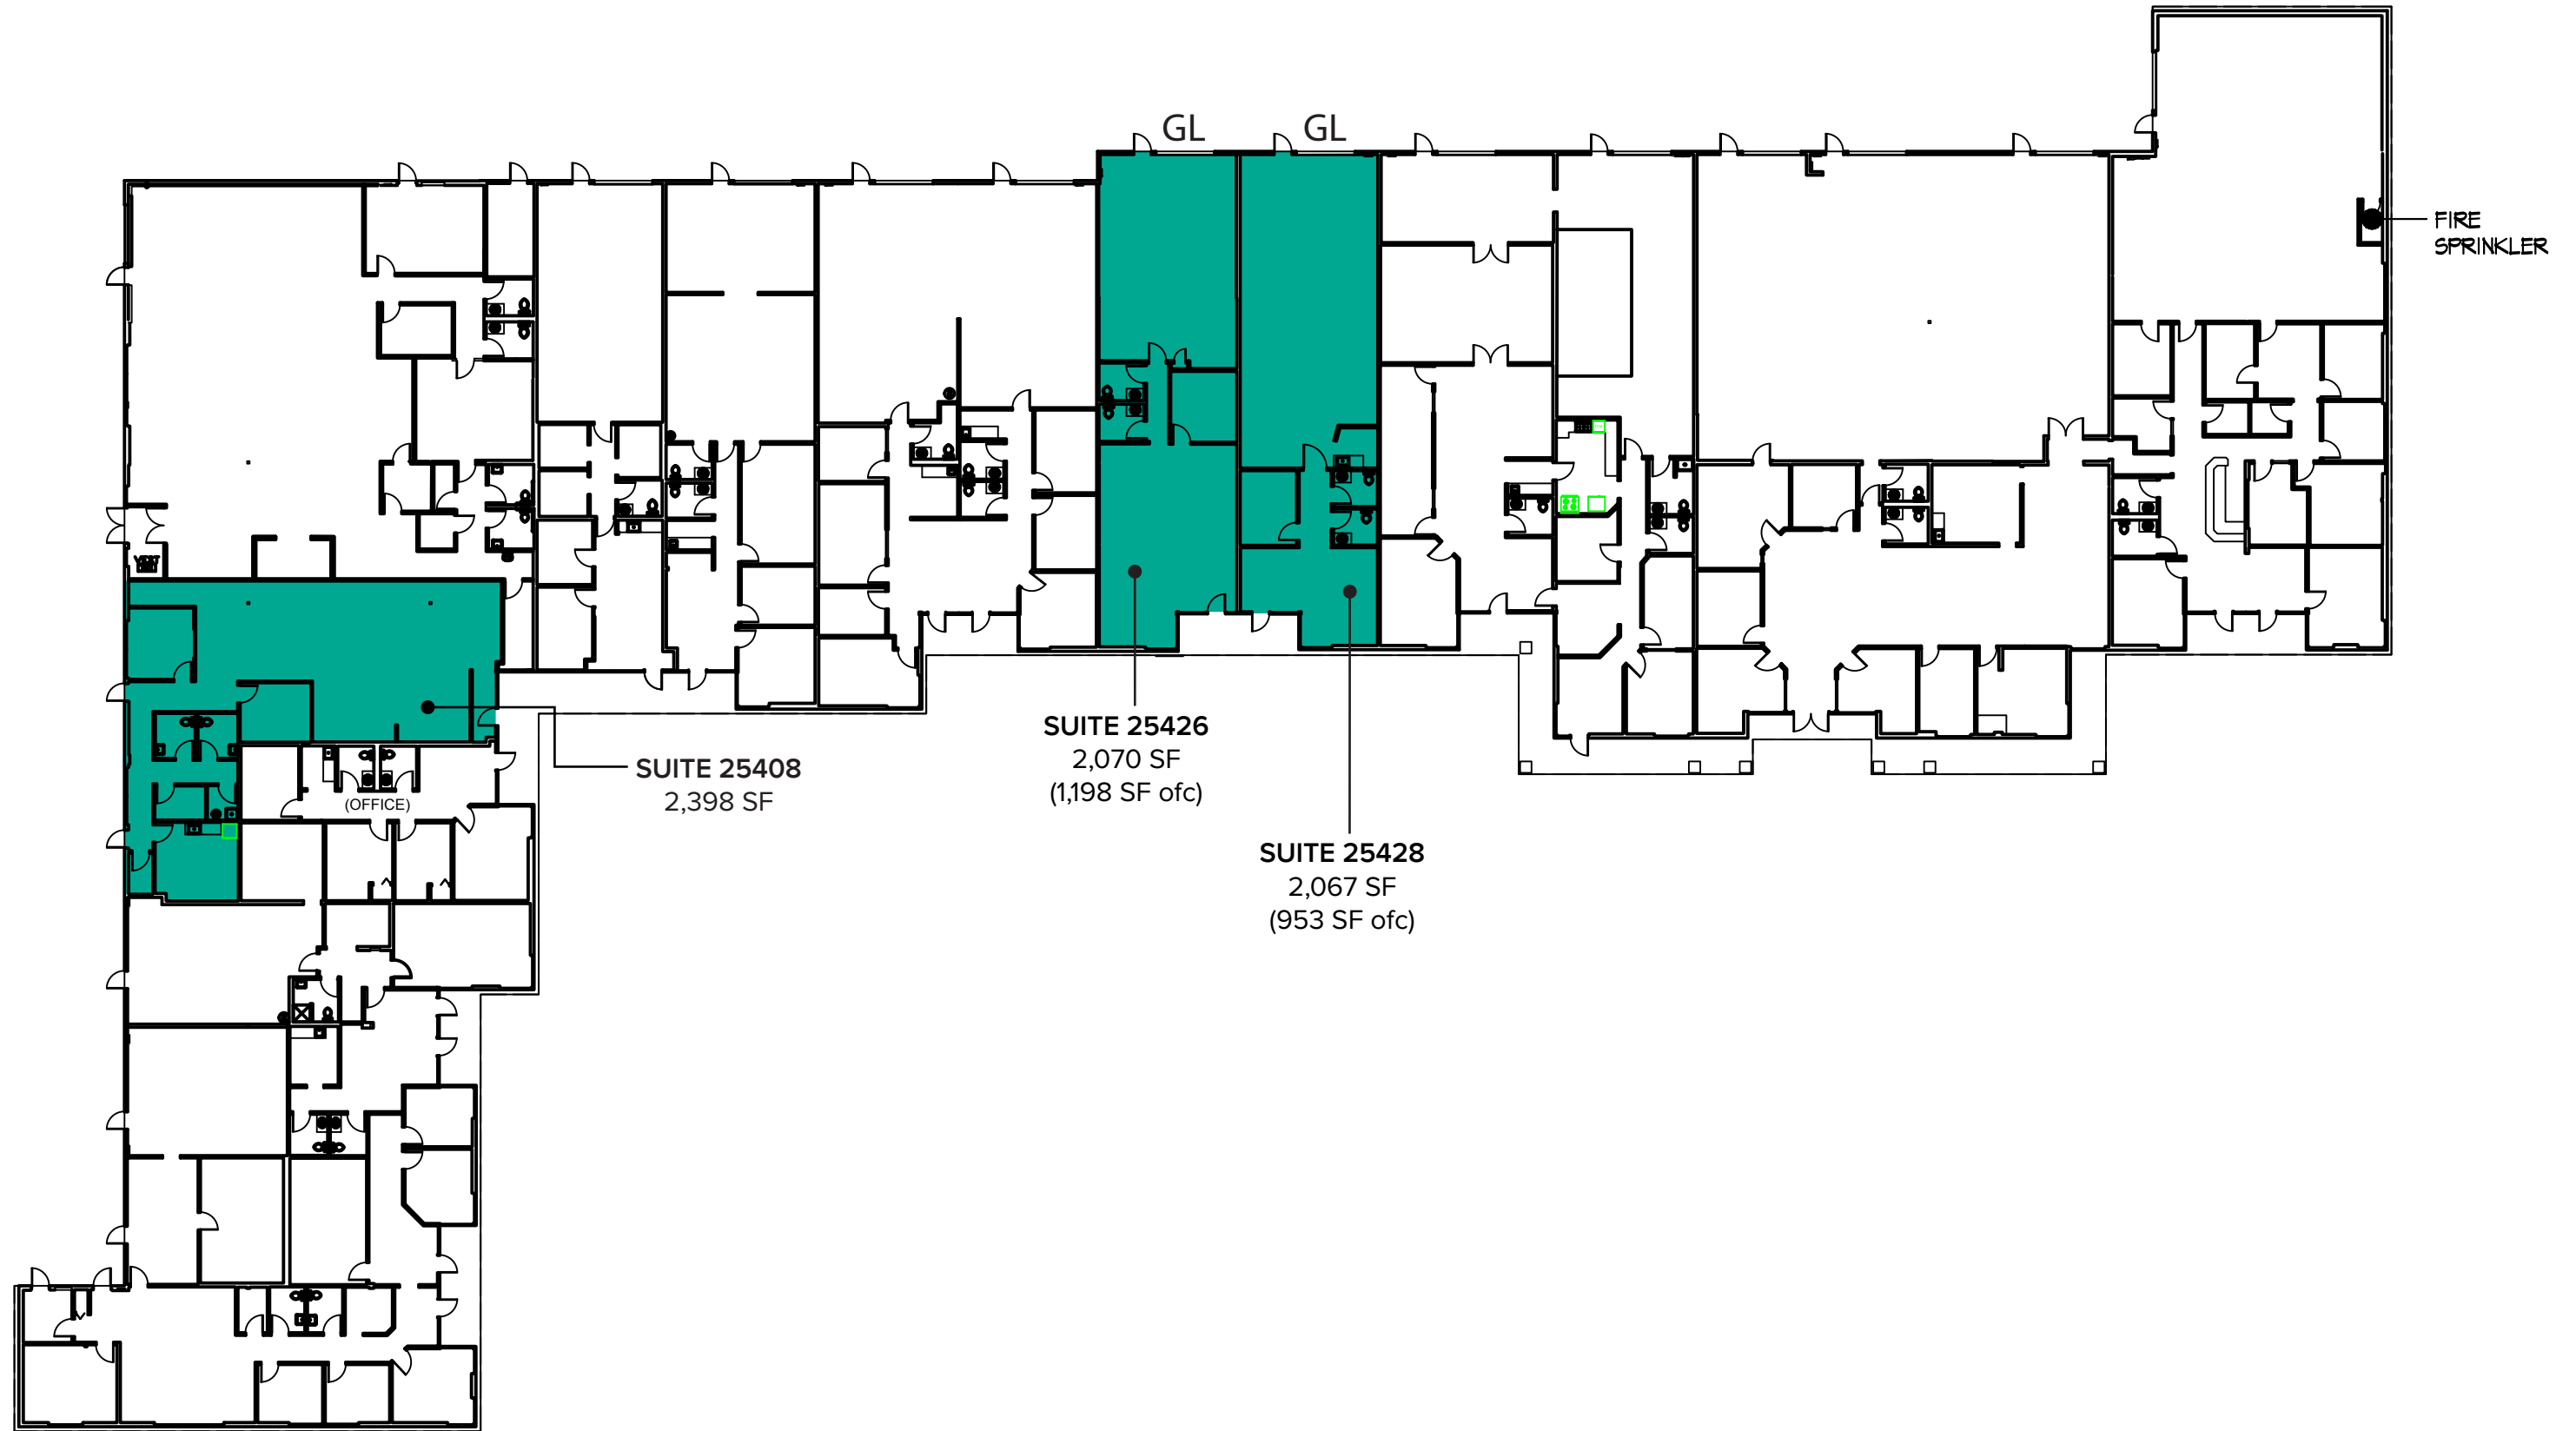 GL GL
FIRE
SPRINKLER
VEST
SUITE 25408
2,398 SF
(OFFICE)
SUITE 25426
2,070 SF
(1,198 SF ofc)
SUITE 25428
2,067 SF
(953 SF ofc)